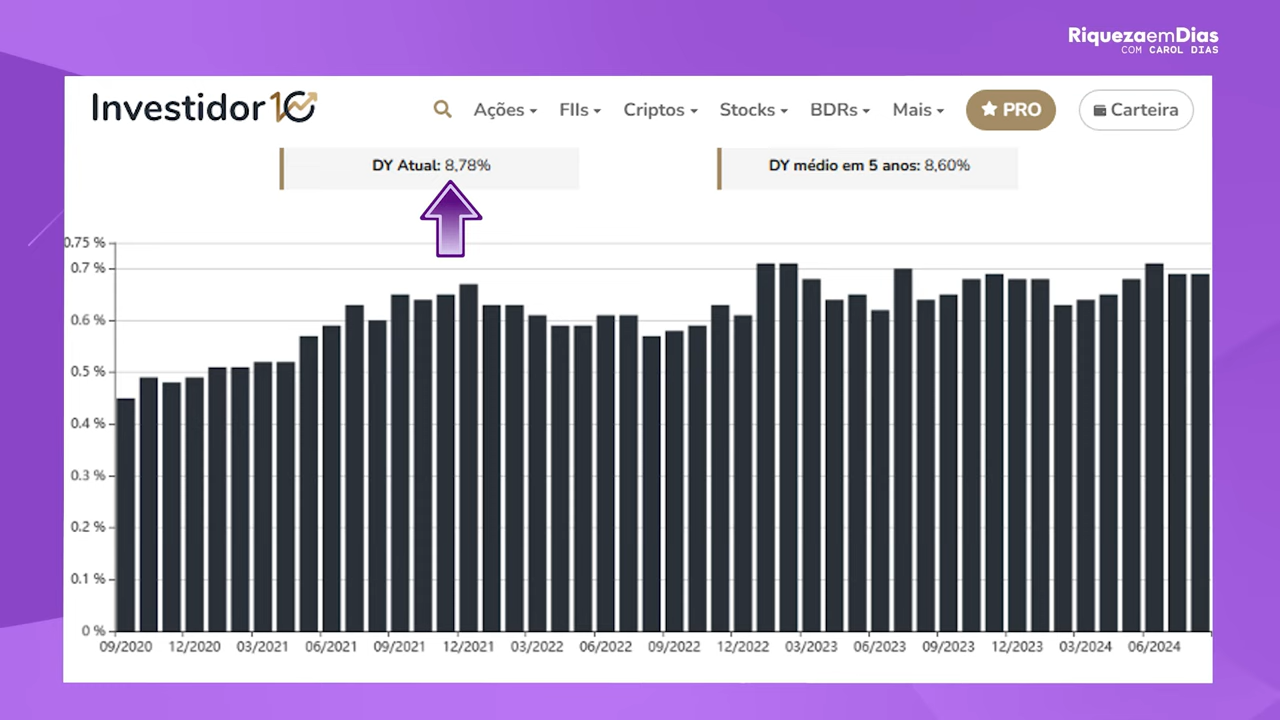 RiquezaemDias
COM CAROL DIAS
Investidor 10
Ações FIIs Criptos Stocks BDRs Mais PRO Carteira
DY Atual: 8,78% DY médio em 5 anos: 8,60%
0.75 %
0.7 %
0.6 %
0.5 %
0.4 %
0.3 %
0.2 %
0.1 %
0 %
09/2020 12/2020 03/2021 06/2021 09/2021 12/2021 03/2022 06/2022 09/2022 12/2022 03/2023 06/2023 09/2023 12/2023 03/2024 06/2024